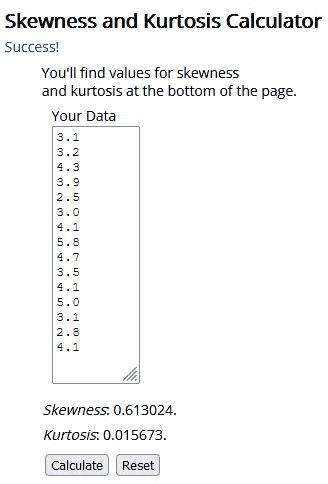 Skewness and Kurtosis Calculator
Success!
You'll find values for skewness
and kurtosis at the bottom of the page.
Your Data
3.1
3.2
4.3
3.9
2.5
3.0
4.1
5.8
4.7
3.5
4.1
5.0
3.1
2.8
4.1
Skewness: 0.613024.
Kurtosis: 0.015673.
Calculate Reset